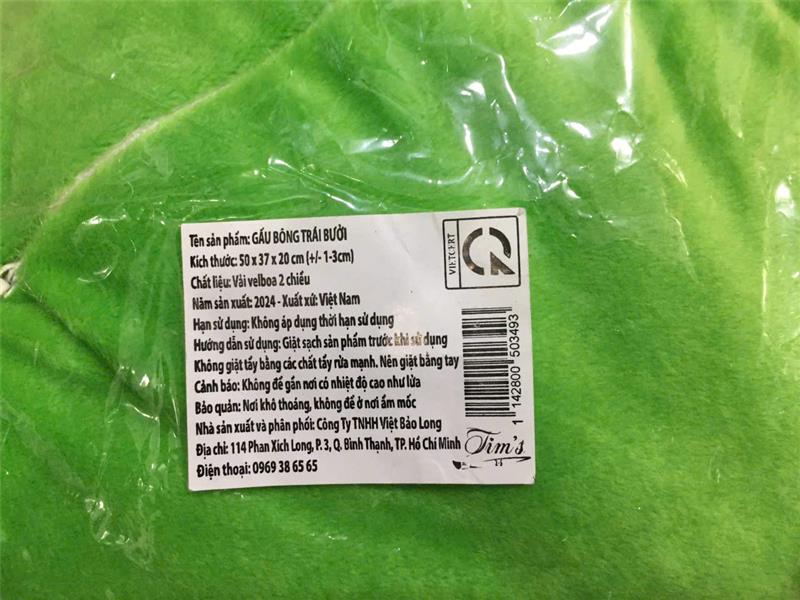 Tên sản phẩm: GẤU BÔNG TRÁI BƯỞI
Kích thước: 50 x 37 x 20 cm (+/- 1-3cm)
Chất liệu: Vải velboa 2 chiều
Năm sản xuất: 2024 - Xuất xứ: Việt Nam
Hạn sử dụng: Không áp dụng thời hạn sử dụng
Hướng dẫn sử dụng: Giặt sạch sản phẩm trước khi sử dụng
Không giặt tẩy bằng các chất tẩy rửa mạnh. Nên giặt bằng tay
Cảnh báo: Không để gần nơi có nhiệt độ cao như lửa
Bảo quản: Nơi khô thoáng, không để ở nơi ẩm mốc
Nhà sản xuất và phân phối: Công Ty TNHH Việt Bảo Long
Địa chỉ: 114 Phan Xích Long, P. 3, Q. Bình Thạnh, TP. Hồ Chí Minh
Điện thoại: 0969 38 65 65
VIETCERT
1 142800 503493
Tim's